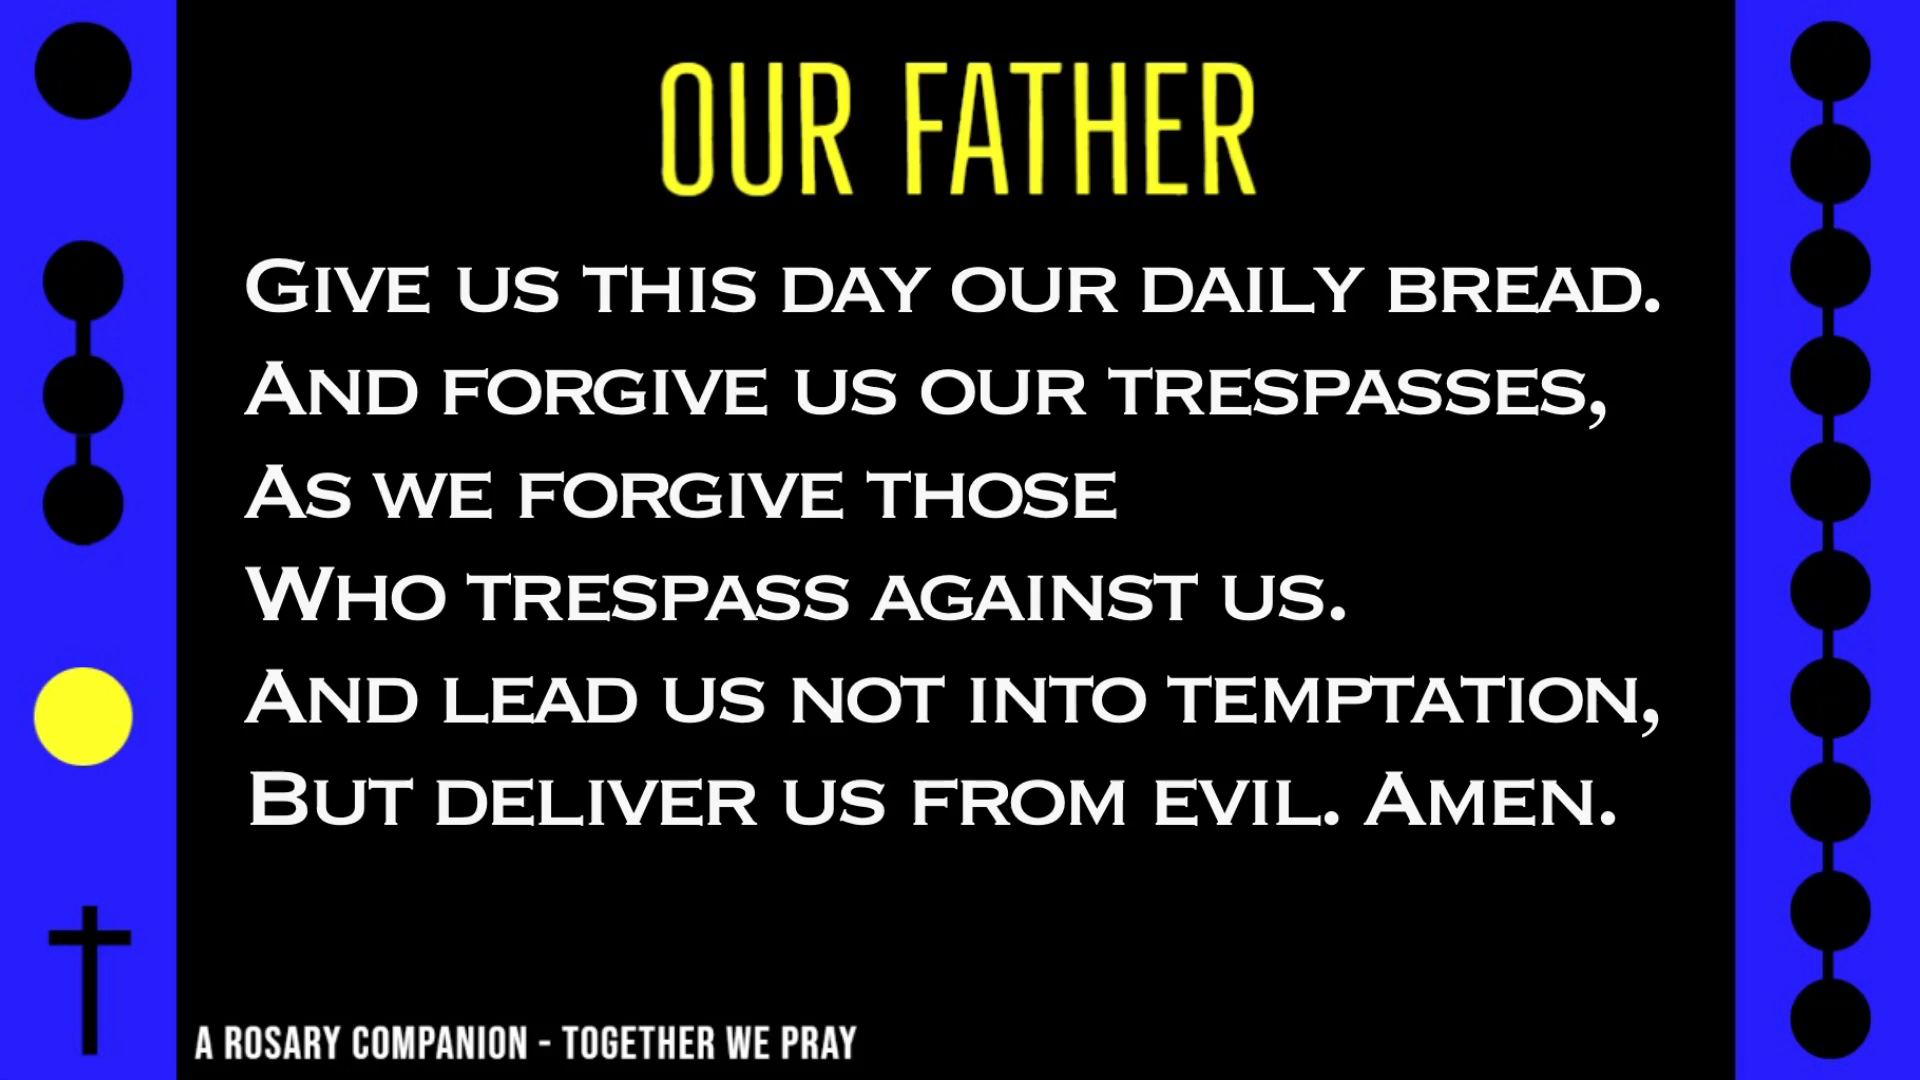 OUR FATHER
Give us this day our daily bread.
And forgive us our trespasses,
As we forgive those
Who trespass against us.
And lead us not into temptation,
But deliver us from evil. Amen.
A ROSARY COMPANION - TOGETHER WE PRAY